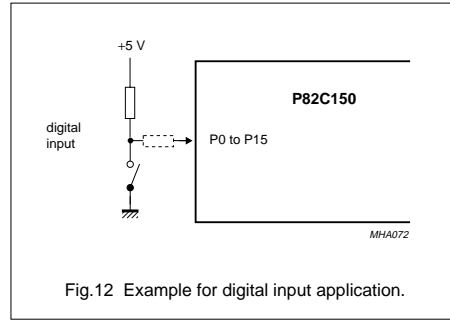 +5 V
P82C150
digital
input
P0 to P15
MHA072
Fig.12 Example for digital input application.